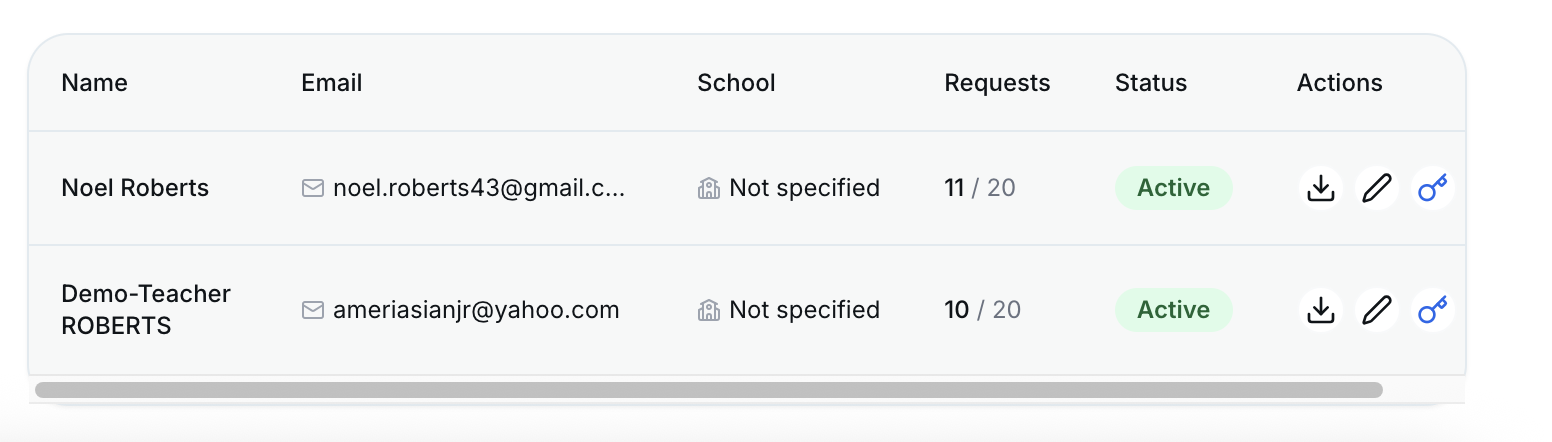 Name Email School Requests Status Actions
Noel Roberts noel.roberts43@gmail.c... Not specified 11 / 20 Active
Demo-Teacher
ROBERTS ameriasianjr@yahoo.com Not specified 10 / 20 Active